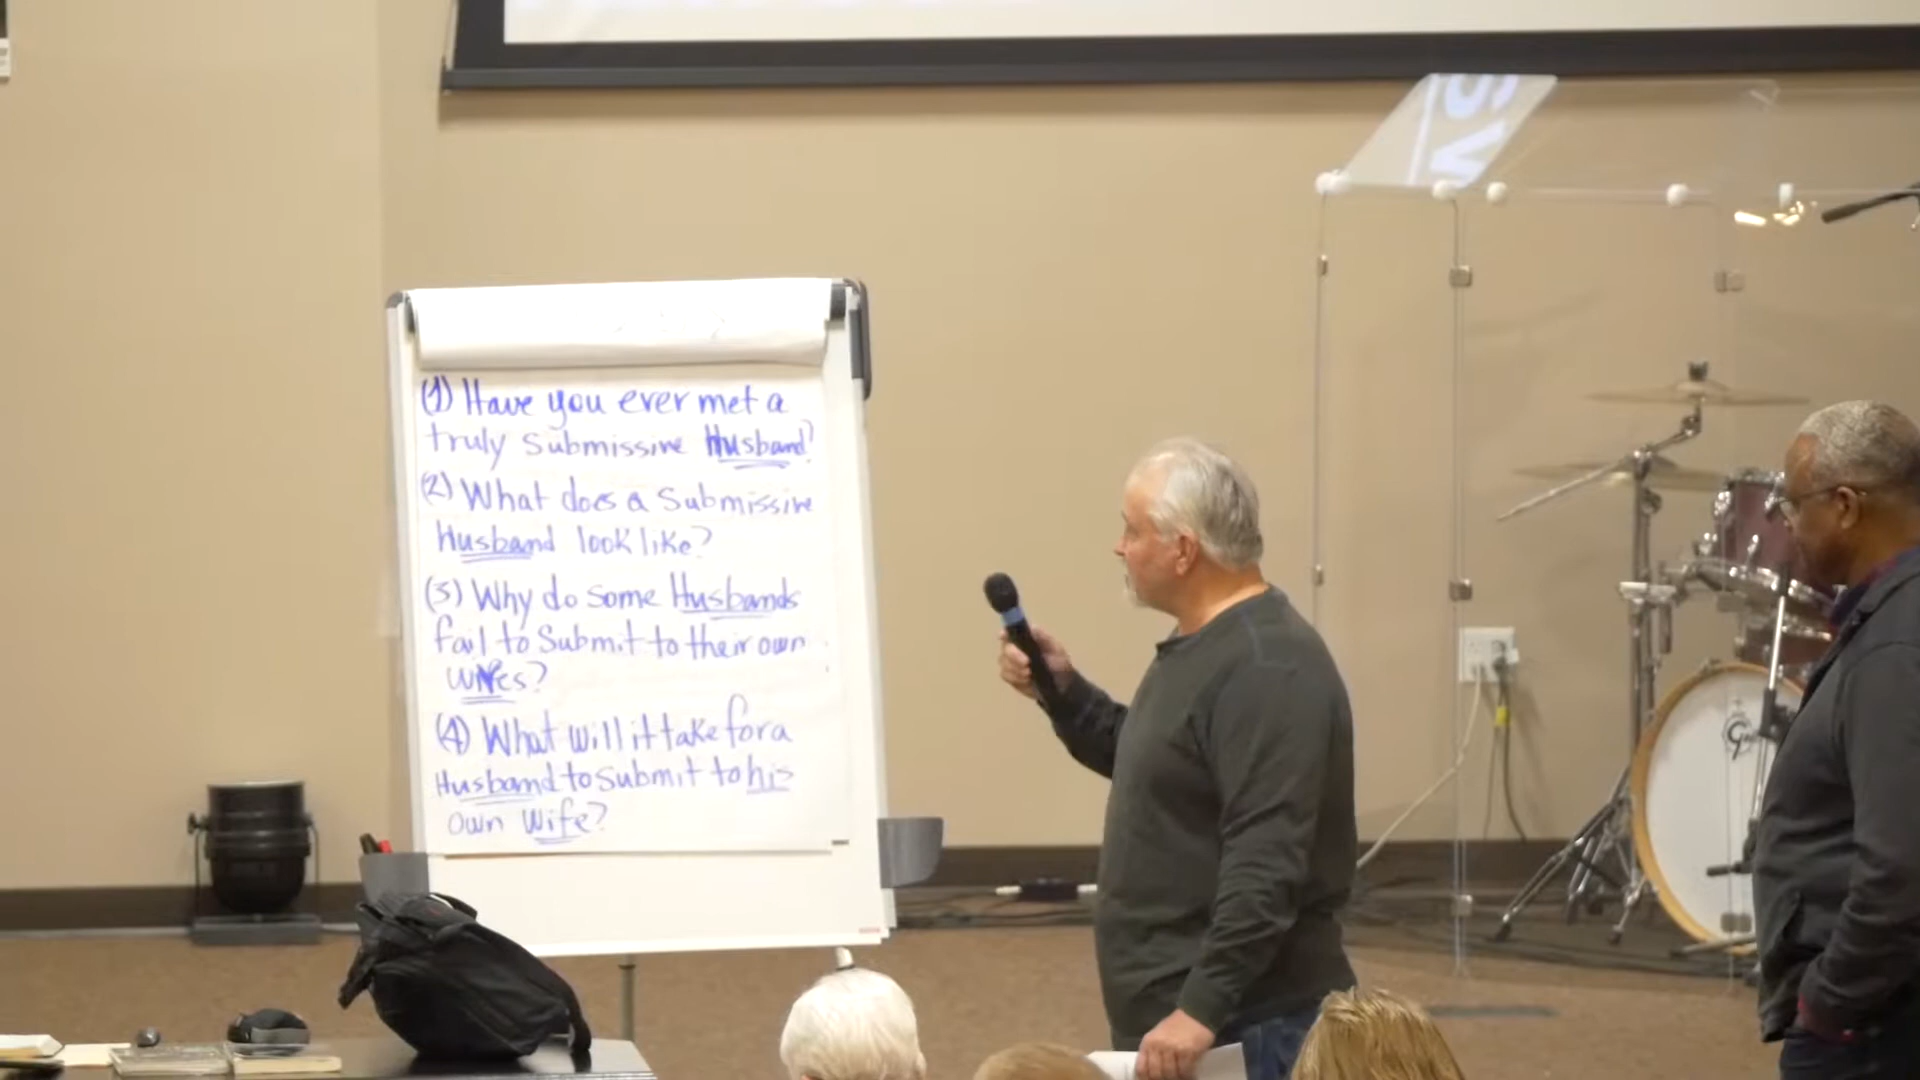 (1) Have you ever met a
truly submissive Husband?
(2) What does a Submissive
Husband look like?
(3) Why do some Husbands
fail to Submit to their own
wives?
(4) What will it take for a
Husband to submit to his
own Wife?
SV